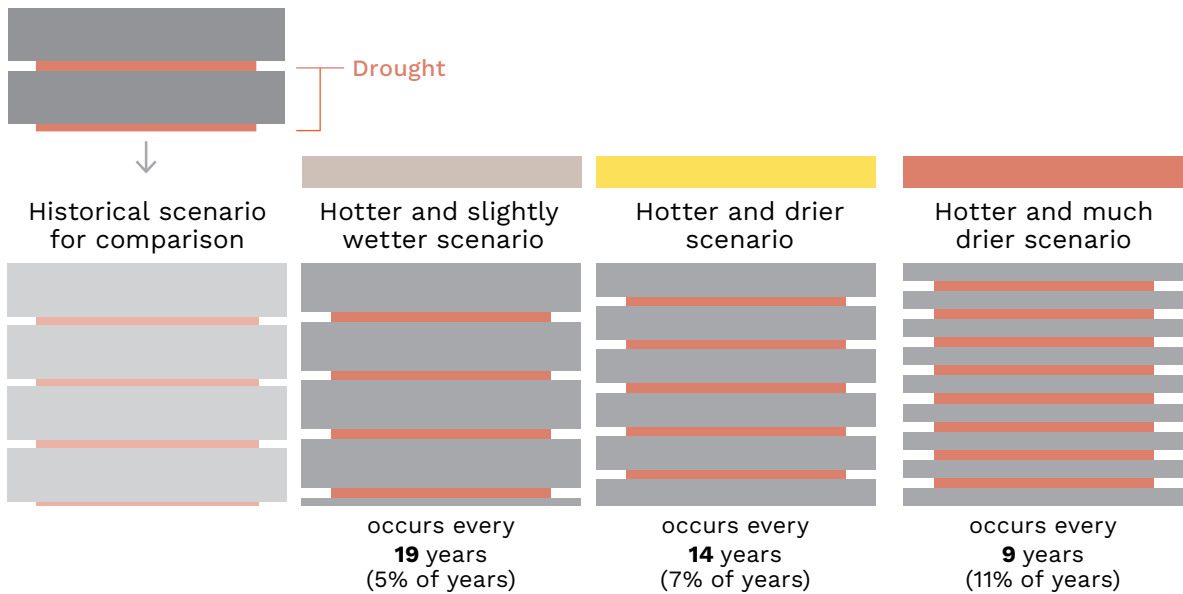 Drought
Historical scenario
for comparison
Hotter and slightly
wetter scenario
Hotter and drier
scenario
Hotter and much
drier scenario
occurs every
19 years
(5% of years)
occurs every
14 years
(7% of years)
occurs every
9 years
(11% of years)